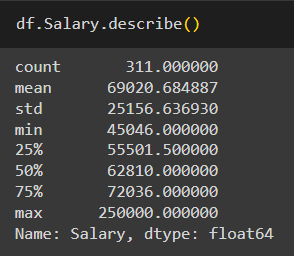 df.Salary.describe()
count 311.000000
mean 69020.684887
std 25156.636930
min 45046.000000
25% 55501.500000
50% 62810.000000
75% 72036.000000
max 250000.000000
Name: Salary, dtype: float64